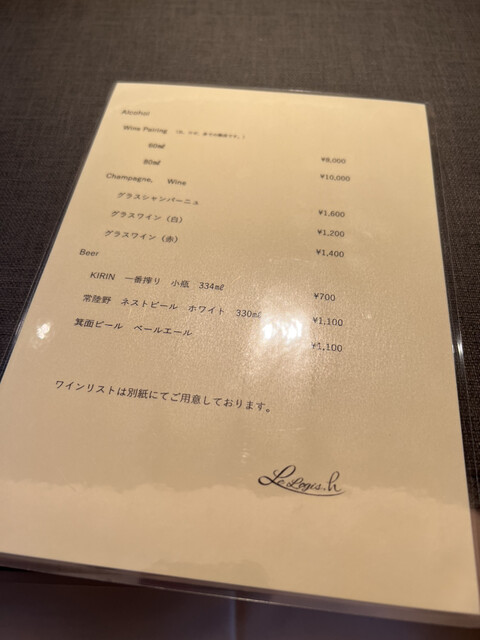 Alcohol
Wine Pairing
60㎖ ¥8,000
80㎖ ¥10,000
Champagne, Wine
グラスシャンパーニュ ¥1,600
グラスワイン（白） ¥1,200
グラスワイン（赤） ¥1,400
Beer
KIRIN 一番搾り 小瓶 334㎖ ¥700
常陸野 ネストビール ホワイト 330㎖ ¥1,100
箕面ビール ペールエール ¥1,100
ワインリストは別紙にてご用意しております。
Le Logis.h